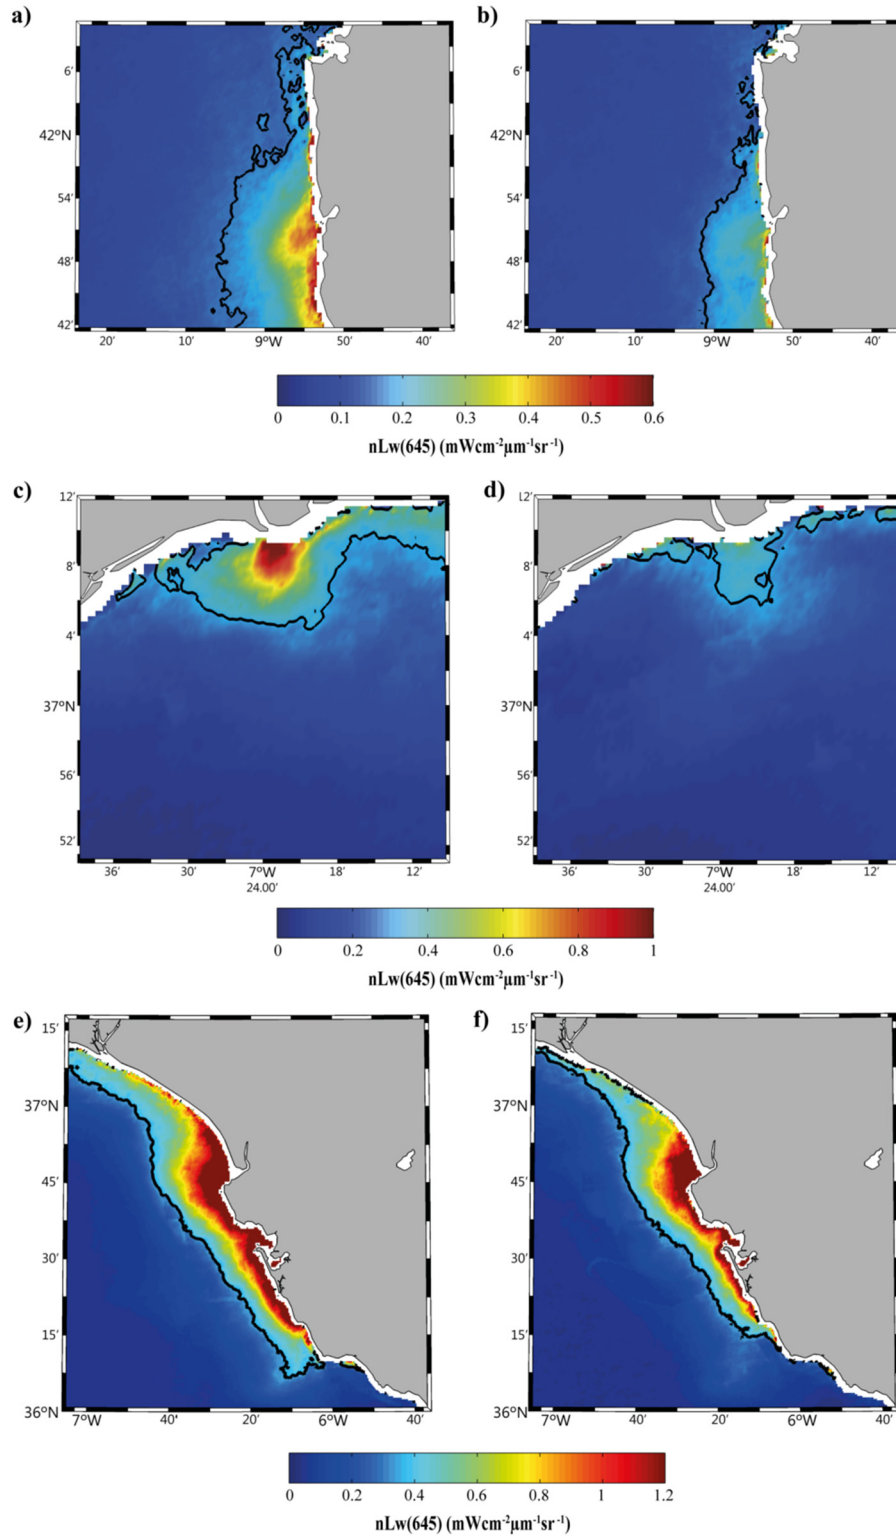 a)
b)
6′
42°N
54′
48′
42′
20′ 10′ 9°W 50′ 40′
6′
42°N
54′
48′
42′
20′ 10′ 9°W 50′ 40′
0 0.1 0.2 0.3 0.4 0.5 0.6
nLw(645) (mWcm⁻²µm⁻¹sr⁻¹)
c)
d)
12′
8′
4′
37°N
56′
52′
36′ 30′ 7°W 18′ 12′
24.00′
12′
8′
4′
37°N
56′
52′
36′ 30′ 7°W 18′ 12′
24.00′
0 0.2 0.4 0.6 0.8 1
nLw(645) (mWcm⁻²µm⁻¹sr⁻¹)
e)
f)
15′
37°N
45′
30′
15′
36°N
7°W 40′ 20′ 6°W 40′
15′
37°N
45′
30′
15′
36°N
7°W 40′ 20′ 6°W 40′
0 0.2 0.4 0.6 0.8 1 1.2
nLw(645) (mWcm⁻²µm⁻¹sr⁻¹)